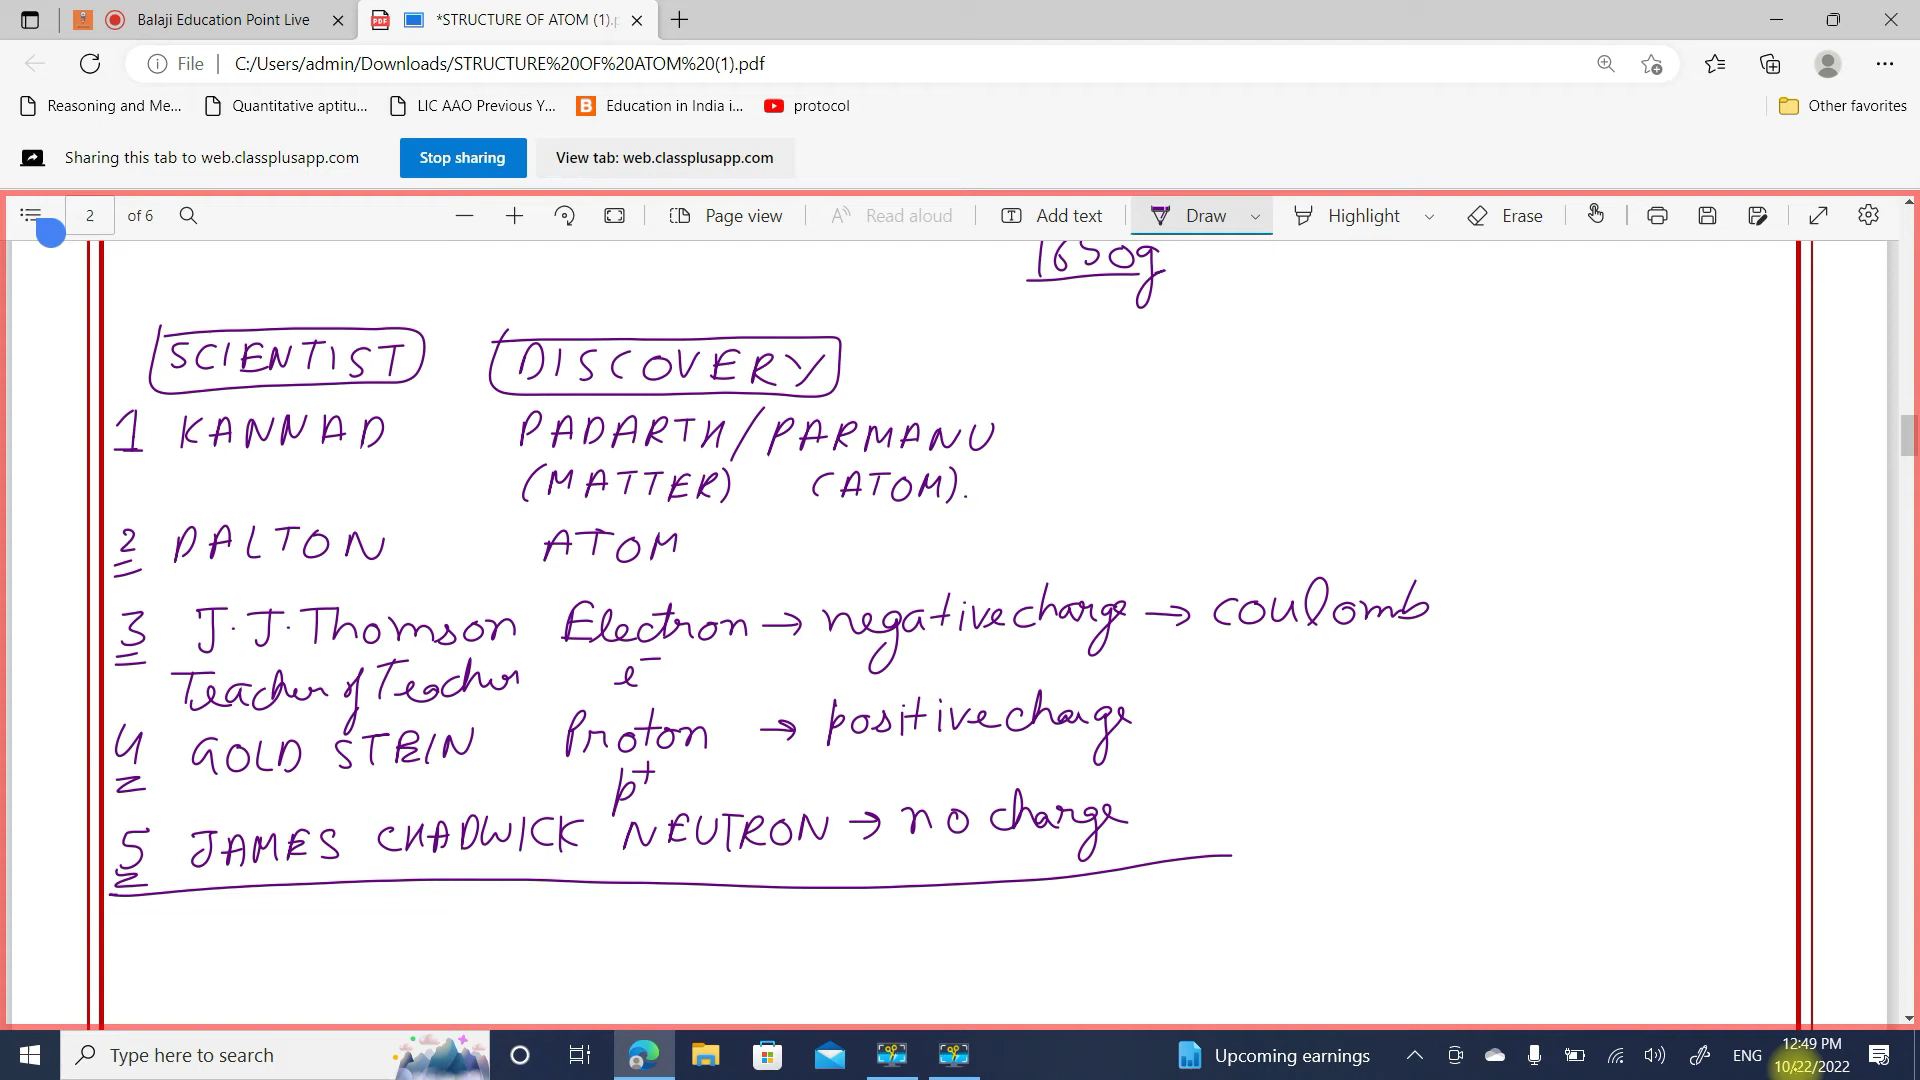 Balaji Education Point Live
*STRUCTURE OF ATOM (1).p
File
C:/Users/admin/Downloads/STRUCTURE%20OF%20ATOM%20(1).pdf
Reasoning and Me...
Quantitative aptitu...
LIC AAO Previous Y...
Education in India i...
protocol
Other favorites
Sharing this tab to web.classplusapp.com
Stop sharing
View tab: web.classplusapp.com
2 of 6
Page view
Read aloud
Add text
Draw
Highlight
Erase
1650g
SCIENTIST DISCOVERY
1 KANNAD PADARTH/PARMANU
(MATTER) (ATOM).
2 DALTON ATOM
3 J.J.Thomson Electron → negative charge → coulomb
Teacher of Teacher e⁻
4 GOLD STEIN Proton → positive charge
p⁺
5 JAMES CHADWICK NEUTRON → no charge
Type here to search
Upcoming earnings
ENG
12:49 PM
10/22/2022